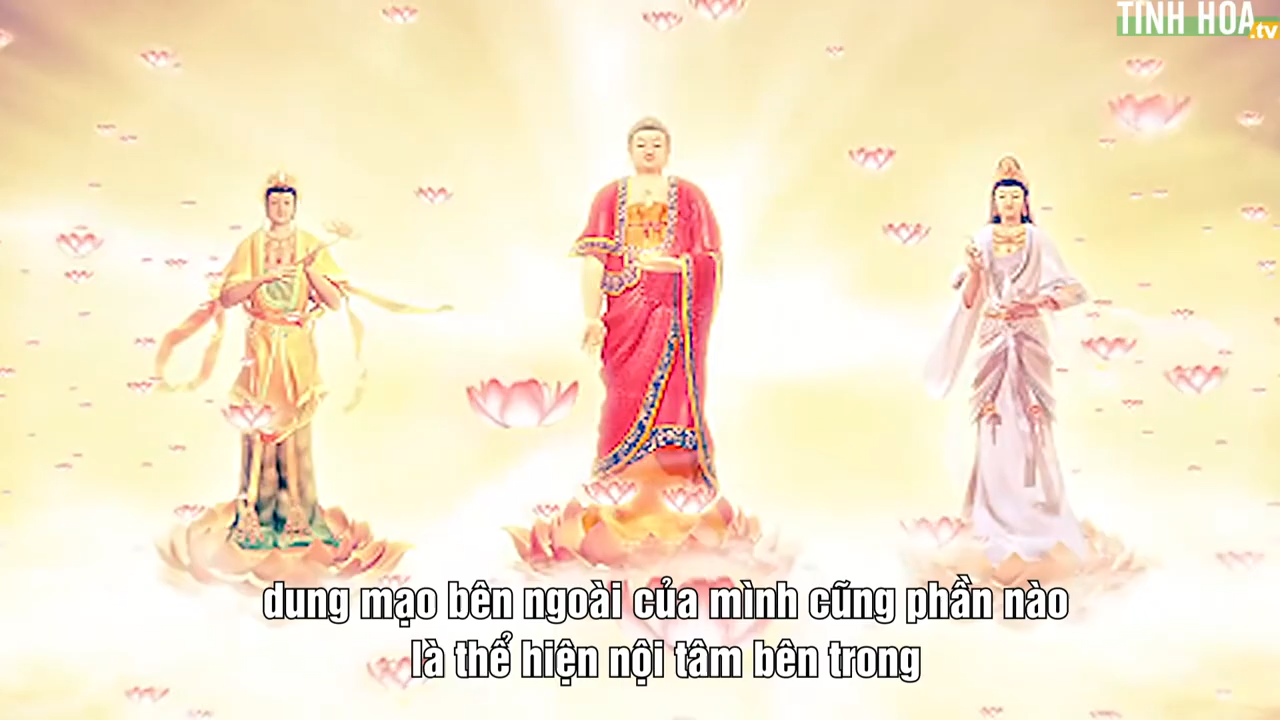 TINH HOA
.tv
dung mạo bên ngoài của mình cũng phần nào
là thể hiện nội tâm bên trong